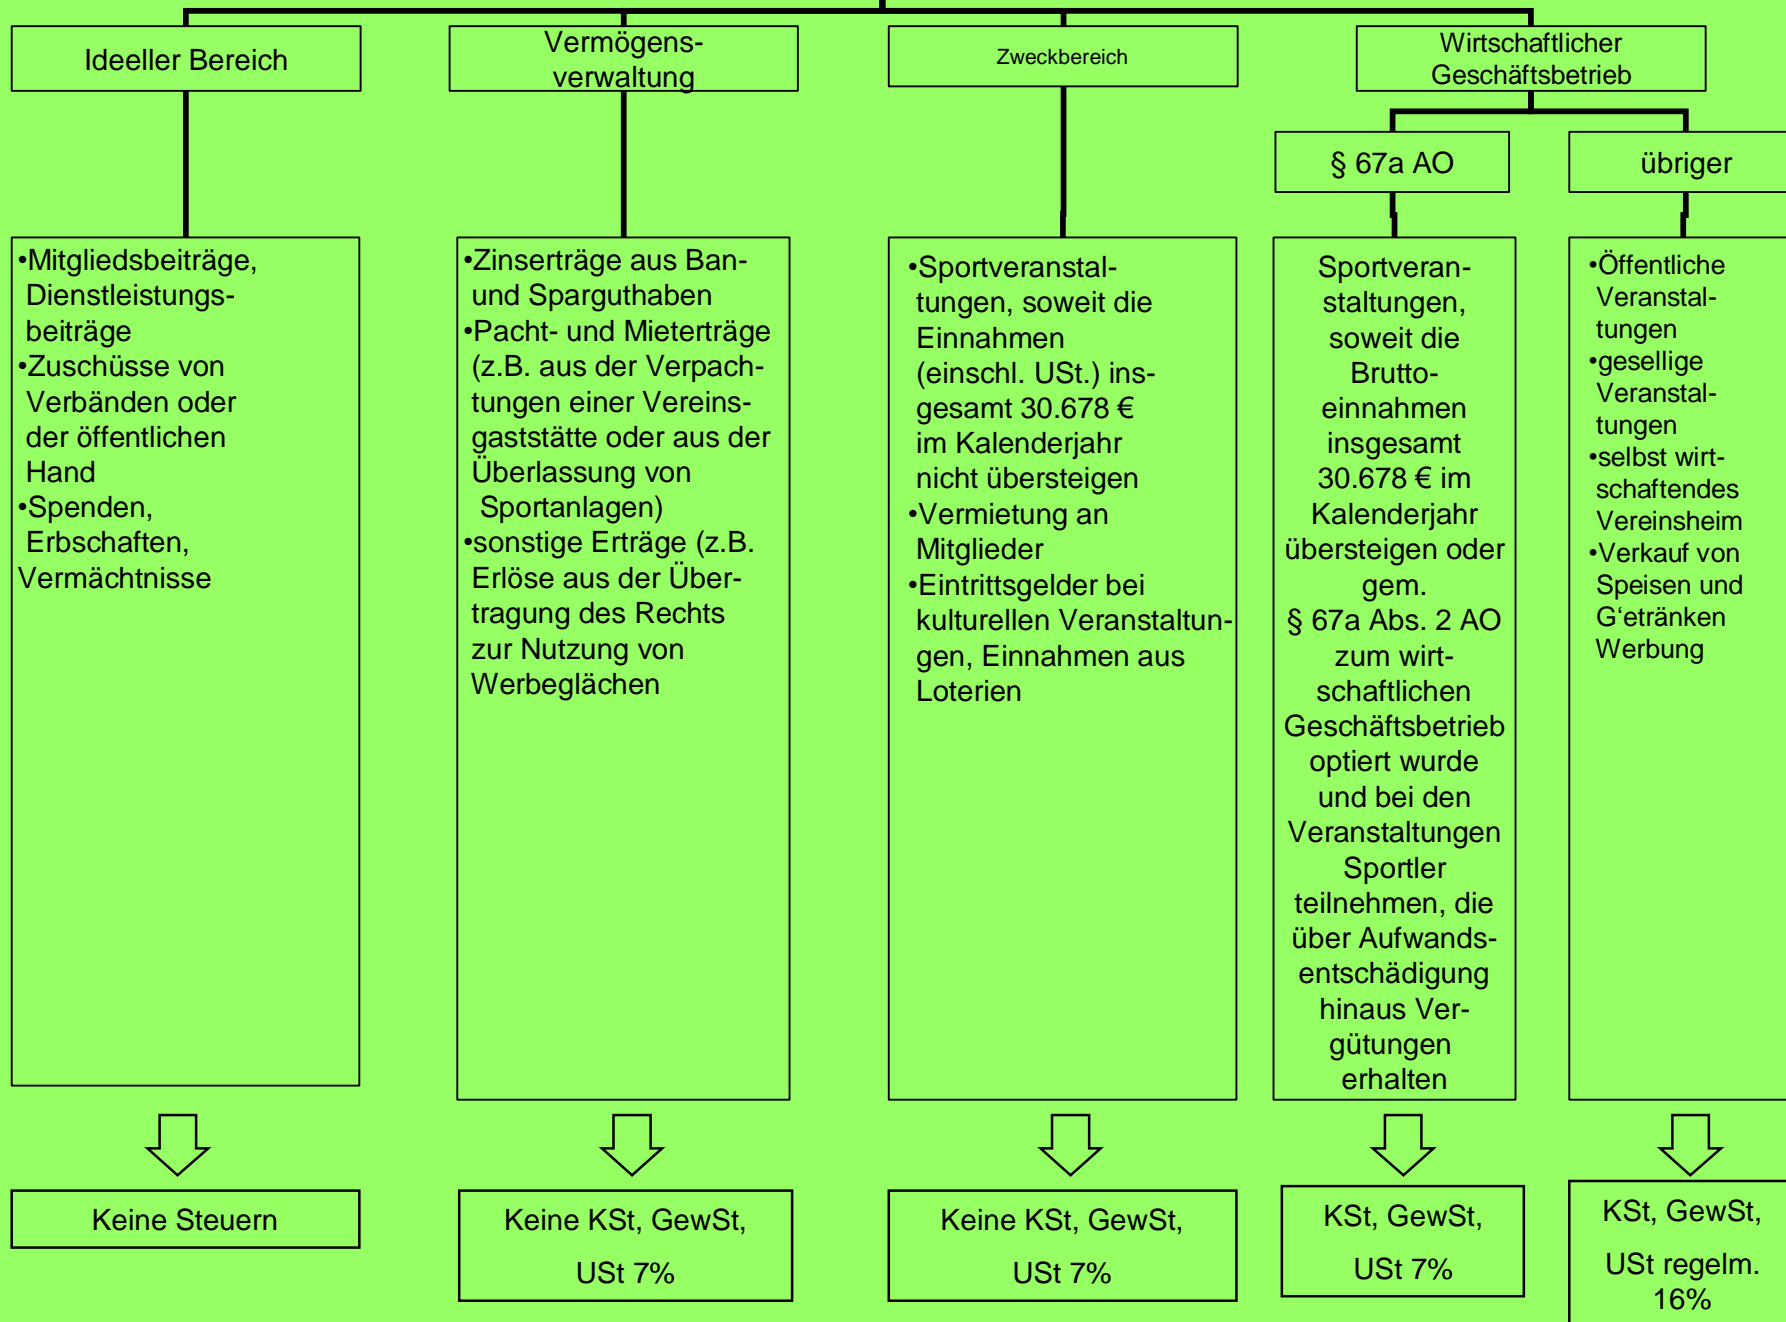 Ideeller Bereich
Vermögens-
verwaltung
Zweckbereich
Wirtschaftlicher
Geschäftsbetrieb
§ 67a AO
übriger
•Mitgliedsbeiträge,
Dienstleistungs-
beiträge
•Zuschüsse von
Verbänden oder
der öffentlichen
Hand
•Spenden,
Erbschaften,
Vermächtnisse
•Zinserträge aus Ban-
und Sparguthaben
•Pacht- und Mieterträge
(z.B. aus der Verpach-
tungen einer Vereins-
gaststätte oder aus der
Überlassung von
Sportanlagen)
•sonstige Erträge (z.B.
Erlöse aus der Über-
tragung des Rechts
zur Nutzung von
Werbeglächen
•Sportveranstal-
tungen, soweit die
Einnahmen
(einschl. USt.) ins-
gesamt 30.678 €
im Kalenderjahr
nicht übersteigen
•Vermietung an
Mitglieder
•Eintrittsgelder bei
kulturellen Veranstaltun-
gen, Einnahmen aus
Loterien
Sportveran-
staltungen,
soweit die
Brutto-
einnahmen
insgesamt
30.678 € im
Kalenderjahr
übersteigen oder
gem.
§ 67a Abs. 2 AO
zum wirt-
schaftlichen
Geschäftsbetrieb
optiert wurde
und bei den
Veranstaltungen
Sportler
teilnehmen, die
über Aufwands-
entschädigung
hinaus Ver-
gütungen
erhalten
•Öffentliche
Veranstal-
tungen
•gesellige
Veranstal-
tungen
•selbst wirt-
schaftendes
Vereinsheim
•Verkauf von
Speisen und
G‘etränken
Werbung
Keine Steuern
Keine KSt, GewSt,
USt 7%
Keine KSt, GewSt,
USt 7%
KSt, GewSt,
USt 7%
KSt, GewSt,
USt regelm.
16%